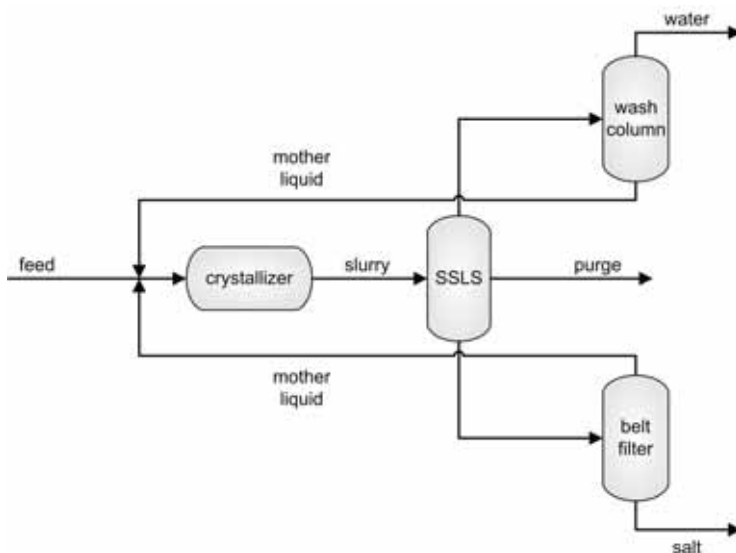 water
wash
column
mother
liquid
feed
crystallizer
slurry
SSLS
purge
mother
liquid
belt
filter
salt